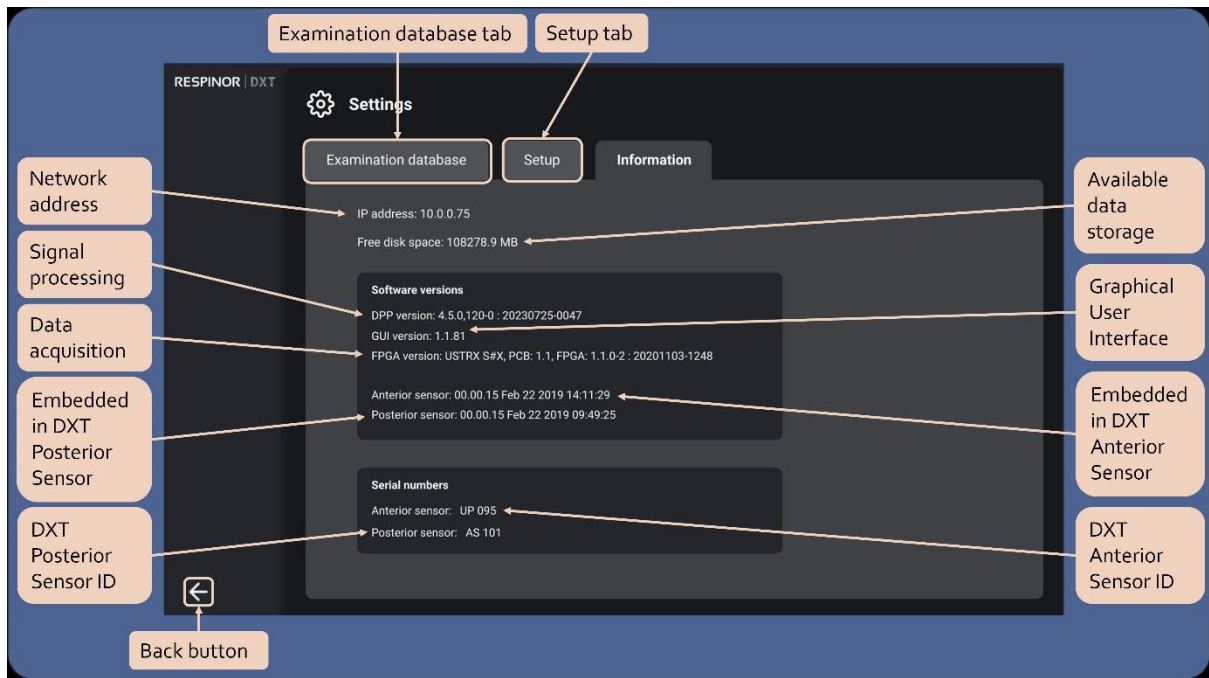 Examination database tab
Setup tab
RESPINOR | DXT
Settings
Examination database
Setup
Information
Network
address
IP address: 10.0.0.75
Available
data
storage
Free disk space: 108278.9 MB
Signal
processing
Software versions
DPP version: 4.5.0,120-0 : 20230725-0047
GUI version: 1.1.81
FPGA version: USTRX S#X, PCB: 1.1, FPGA: 1.1.0-2 : 20201103-1248
Graphical
User
Interface
Data
acquisition
Anterior sensor: 00.00.15 Feb 22 2019 14:11:29
Posterior sensor: 00.00.15 Feb 22 2019 09:49:25
Embedded
in DXT
Posterior
Sensor
Embedded
in DXT
Anterior
Sensor
Serial numbers
Anterior sensor: UP 095
Posterior sensor: AS 101
DXT
Posterior
Sensor ID
DXT
Anterior
Sensor ID
Back button